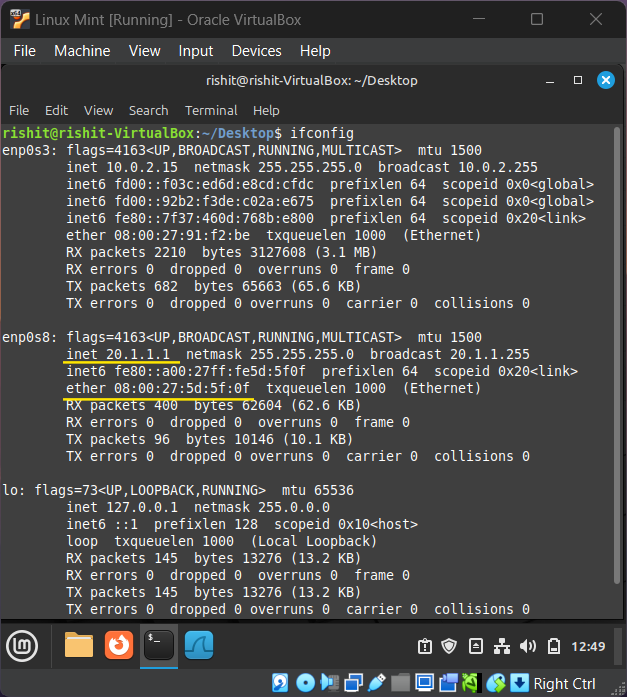 Linux Mint [Running] - Oracle VirtualBox
File Machine View Input Devices Help
rishit@rishit-VirtualBox: ~/Desktop
File Edit View Search Terminal Help
rishit@rishit-VirtualBox:~/Desktop$ ifconfig
enp0s3: flags=4163<UP,BROADCAST,RUNNING,MULTICAST>  mtu 1500
        inet 10.0.2.15  netmask 255.255.255.0  broadcast 10.0.2.255
        inet6 fd00::f03c:ed6d:e8cd:cfdc  prefixlen 64  scopeid 0x0<global>
        inet6 fd00::92b2:f3de:c02a:e675  prefixlen 64  scopeid 0x0<global>
        inet6 fe80::7f37:460d:768b:e800  prefixlen 64  scopeid 0x20<link>
        ether 08:00:27:91:f2:be  txqueuelen 1000  (Ethernet)
        RX packets 2210  bytes 3127608 (3.1 MB)
        RX errors 0  dropped 0  overruns 0  frame 0
        TX packets 682  bytes 65663 (65.6 KB)
        TX errors 0  dropped 0 overruns 0  carrier 0  collisions 0
enp0s8: flags=4163<UP,BROADCAST,RUNNING,MULTICAST>  mtu 1500
        inet 20.1.1.1  netmask 255.255.255.0  broadcast 20.1.1.255
        inet6 fe80::a00:27ff:fe5d:5f0f  prefixlen 64  scopeid 0x20<link>
        ether 08:00:27:5d:5f:0f  txqueuelen 1000  (Ethernet)
        RX packets 400  bytes 62604 (62.6 KB)
        RX errors 0  dropped 0  overruns 0  frame 0
        TX packets 96  bytes 10146 (10.1 KB)
        TX errors 0  dropped 0 overruns 0  carrier 0  collisions 0
lo: flags=73<UP,LOOPBACK,RUNNING>  mtu 65536
        inet 127.0.0.1  netmask 255.0.0.0
        inet6 ::1  prefixlen 128  scopeid 0x10<host>
        loop  txqueuelen 1000  (Local Loopback)
        RX packets 145  bytes 13276 (13.2 KB)
        RX errors 0  dropped 0  overruns 0  frame 0
        TX packets 145  bytes 13276 (13.2 KB)
        TX errors 0  dropped 0 overruns 0  carrier 0  collisions 0
12:49
Right Ctrl